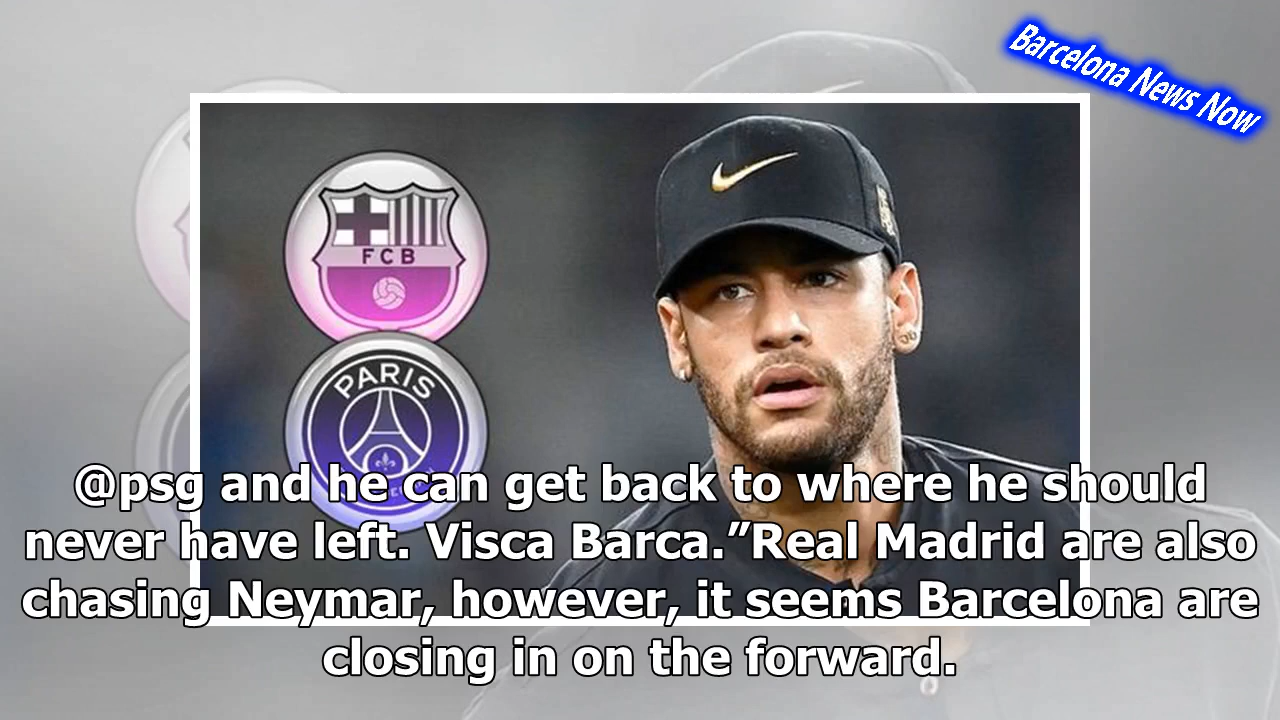 Barcelona News Now
FCB
PARIS
@psg and he can get back to where he should
never have left. Visca Barca.”Real Madrid are also
chasing Neymar, however, it seems Barcelona are
closing in on the forward.